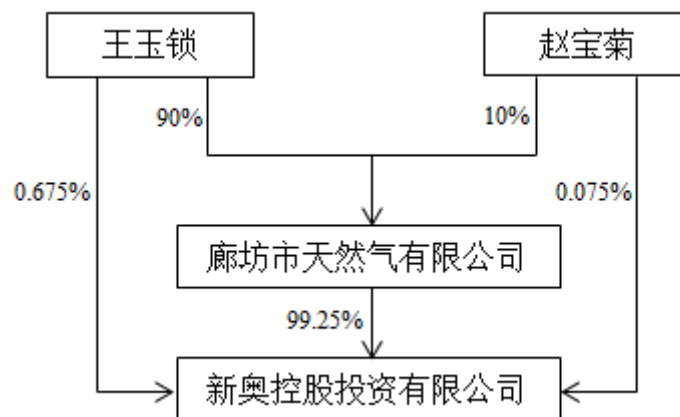 王玉锁
赵宝菊
90%
10%
0.675%
0.075%
廊坊市天然气有限公司
99.25%
新奥控股投资有限公司